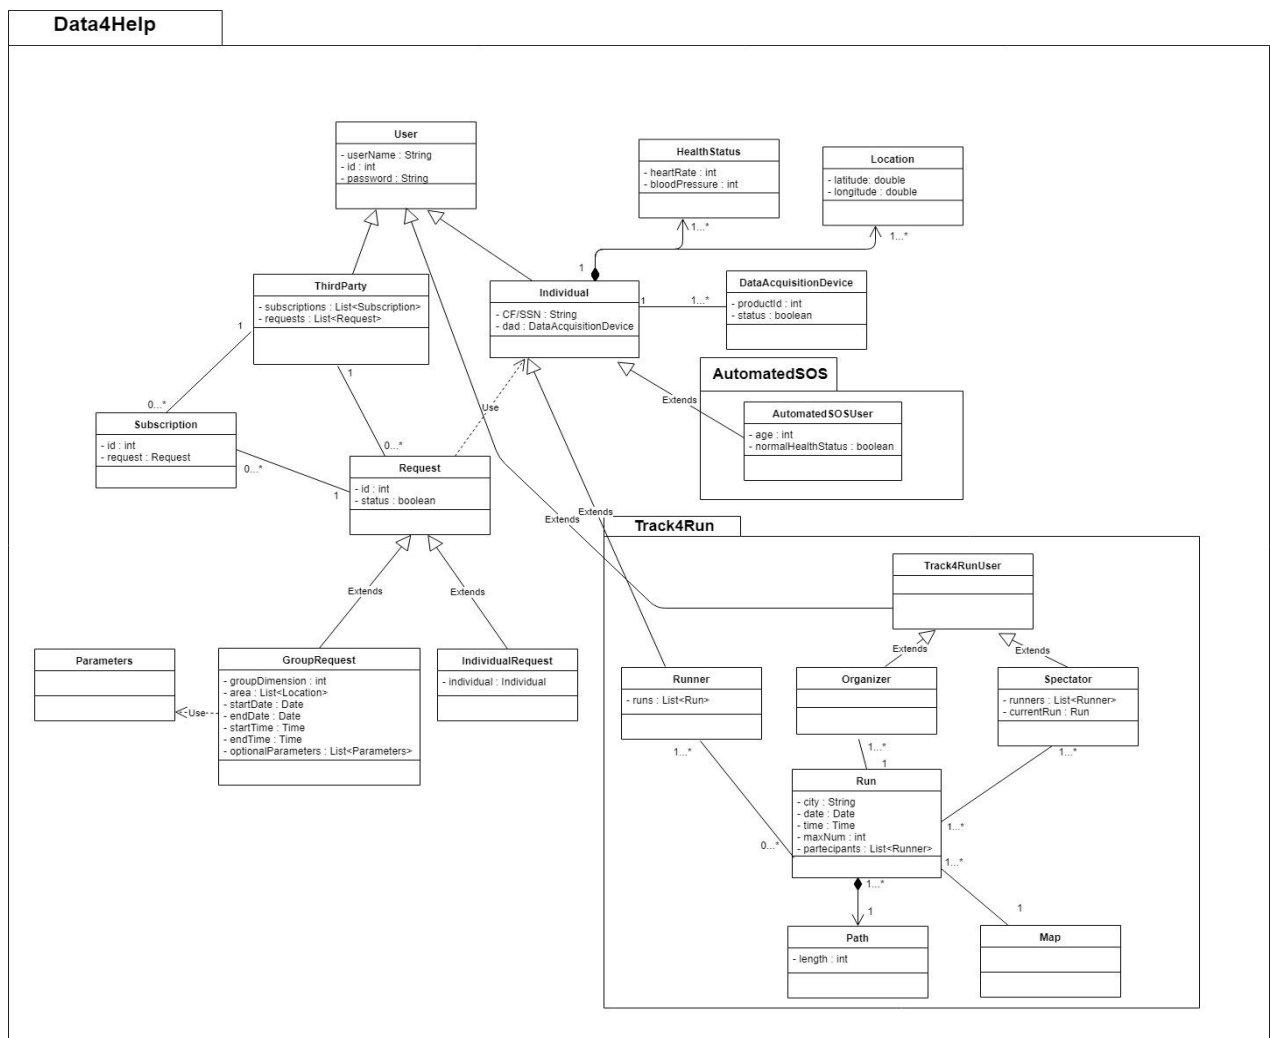 Data4Help
User
- userName : String
- id : int
- password : String
HealthStatus
- heartRate : int
- bloodPressure : int
Location
- latitude: double
- longitude : double
1...*
1...*
1
ThirdParty
- subscriptions : List<Subscription>
- requests : List<Request>
Individual
- CF/SSN : String
- dad : DataAcquisitionDevice
1
1...*
DataAcquisitionDevice
- productId : int
- status : boolean
1
1
0...*
0...*
Use
Extends
AutomatedSOS
AutomatedSOSUser
- age : int
- normalHealthStatus : boolean
Subscription
- id : int
- request : Request
0...*
1
Request
- id : int
- status : boolean
Extends
Extends
Track4Run
Track4RunUser
Extends
Extends
Extends
Extends
Parameters
Use
GroupRequest
- groupDimension : int
- area : List<Location>
- startDate : Date
- endDate : Date
- startTime : Time
- endTime : Time
- optionalParameters : List<Parameters>
IndividualRequest
- individual : Individual
Runner
- runs : List<Run>
Organizer
Spectator
- runners : List<Runner>
- currentRun : Run
1...*
1...*
1
1...*
Run
- city : String
- date : Date
- time : Time
- maxNum : int
- partecipants : List<Runner>
0...*
1...*
1...*
1...*
1
1
Path
- length : int
Map